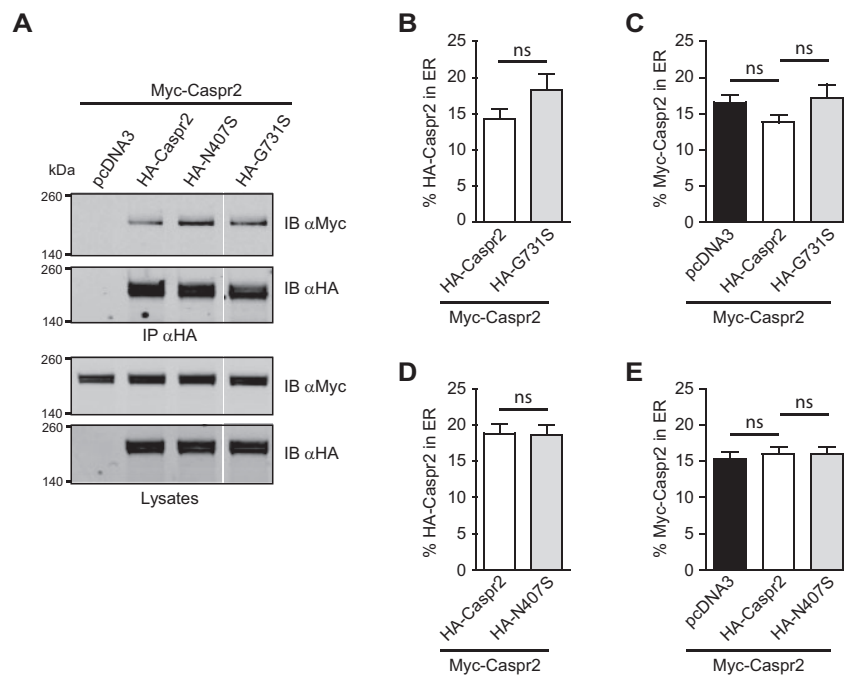 A
Myc-Caspr2
pcDNA3
HA-Caspr2
HA-N407S
HA-G731S
kDa
260
140
IB αMyc
260
140
IB αHA
IP αHA
260
140
IB αMyc
260
140
IB αHA
Lysates
B
% HA-Caspr2 in ER
25
20
15
10
5
0
ns
HA-Caspr2
HA-G731S
Myc-Caspr2
C
% Myc-Caspr2 in ER
25
20
15
10
5
0
ns
ns
pcDNA3
HA-Caspr2
HA-G731S
Myc-Caspr2
D
% HA-Caspr2 in ER
25
20
15
10
5
0
ns
HA-Caspr2
HA-N407S
Myc-Caspr2
E
% Myc-Caspr2 in ER
25
20
15
10
5
0
ns
ns
pcDNA3
HA-Caspr2
HA-N407S
Myc-Caspr2